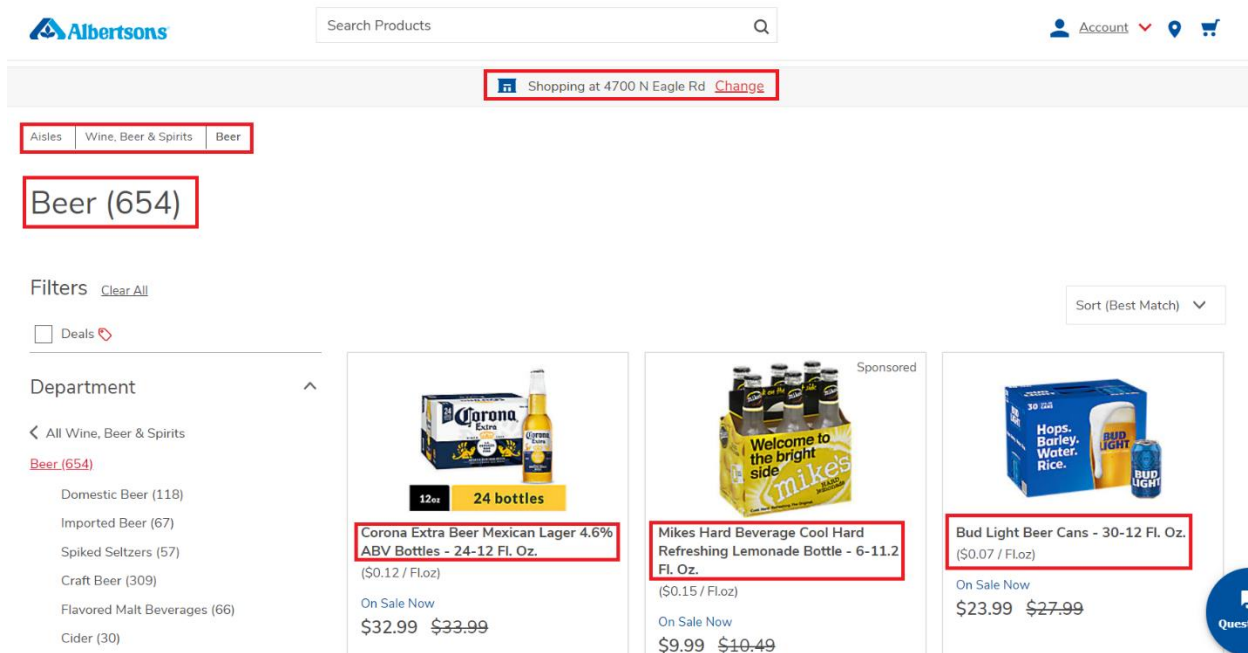 Albertsons
Search Products
Account
Shopping at 4700 N Eagle Rd Change
Aisles Wine, Beer & Spirits Beer
Beer (654)
Filters Clear All
Sort (Best Match)
Deals
Department
All Wine, Beer & Spirits
Beer (654)
Domestic Beer (118)
Imported Beer (67)
Spiked Seltzers (57)
Craft Beer (309)
Flavored Malt Beverages (66)
Cider (30)
Corona
Extra
12oz 24 bottles
Corona Extra Beer Mexican Lager 4.6%
ABV Bottles - 24-12 Fl. Oz.
($0.12 / Fl.oz)
On Sale Now
$32.99 $33.99
Sponsored
Welcome to
the bright
side
mike's
HARD
Mikes Hard Beverage Cool Hard
Refreshing Lemonade Bottle - 6-11.2
Fl. Oz.
($0.15 / Fl.oz)
On Sale Now
$9.99 $10.49
30
Hops.
Barley.
Water.
Rice.
BUD
LIGHT
BUD
LIGHT
Bud Light Beer Cans - 30-12 Fl. Oz.
($0.07 / Fl.oz)
On Sale Now
$23.99 $27.99